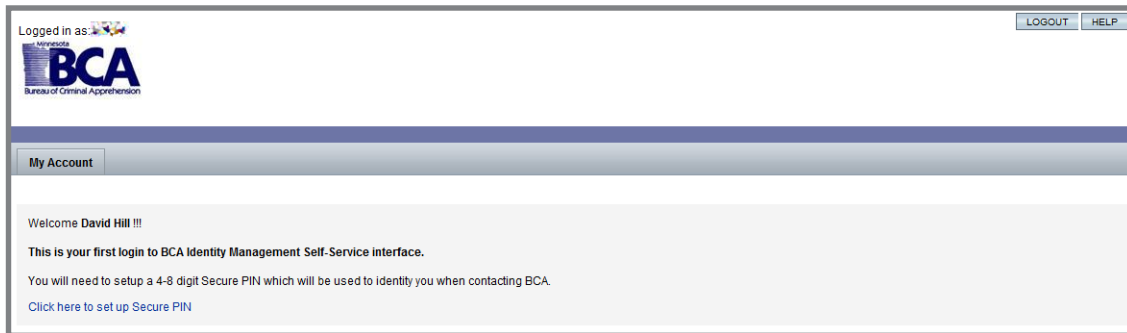 Logged in as:
LOGOUT HELP
Minnesota
BCA
Bureau of Criminal Apprehension
My Account
Welcome David Hill !!!
This is your first login to BCA Identity Management Self-Service interface.
You will need to setup a 4-8 digit Secure PIN which will be used to identity you when contacting BCA.
Click here to set up Secure PIN